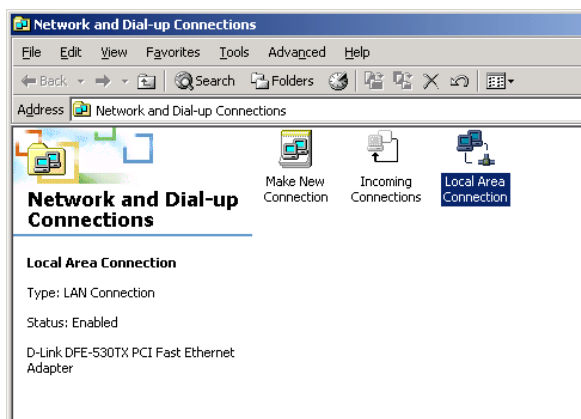 Network and Dial-up Connections
File Edit View Favorites Tools Advanced Help
Back Search Folders
Address Network and Dial-up Connections
Make New Connection
Incoming Connections
Local Area Connection
Network and Dial-up
Connections
Local Area Connection
Type: LAN Connection
Status: Enabled
D-Link DFE-530TX PCI Fast Ethernet
Adapter